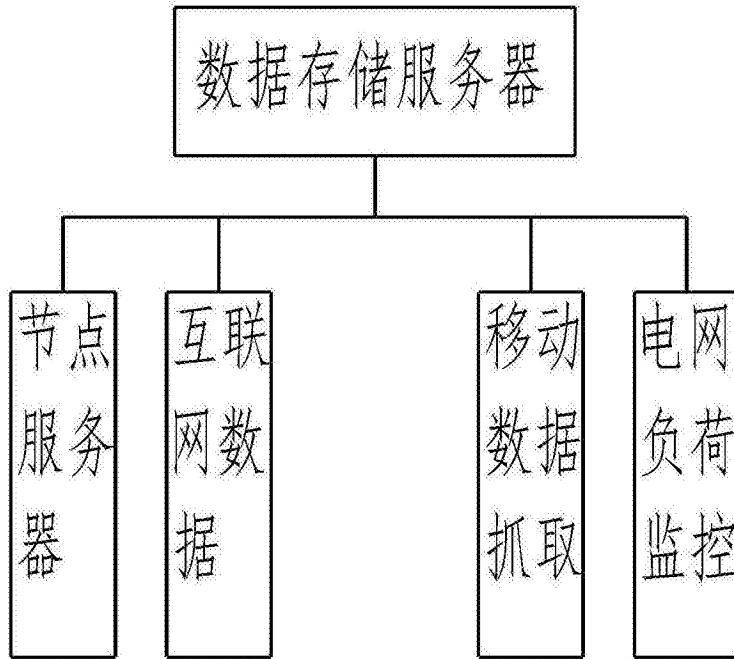 数据存储服务器
节点
服务
器
互联
网数
据
移动
数据
抓取
电网
负荷
监控